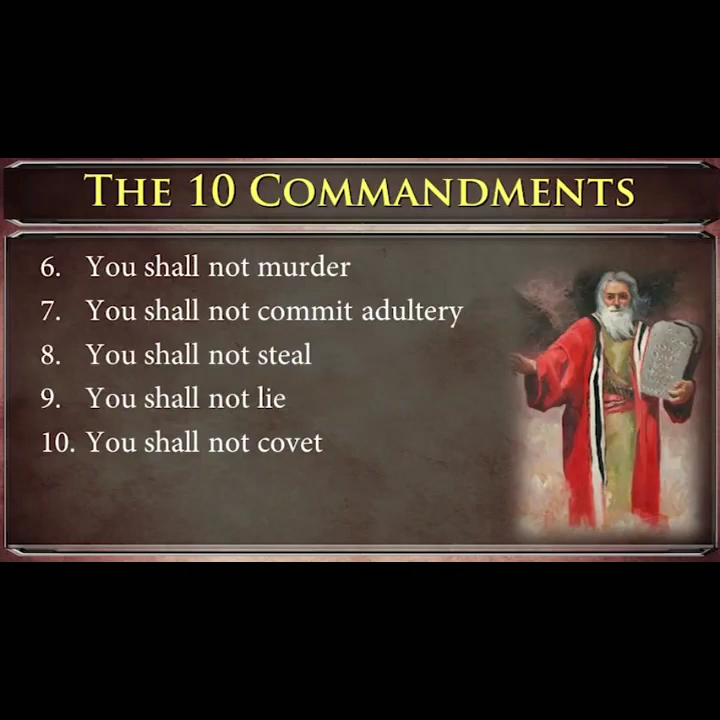 THE 10 COMMANDMENTS
6. You shall not murder
7. You shall not commit adultery
8. You shall not steal
9. You shall not lie
10. You shall not covet